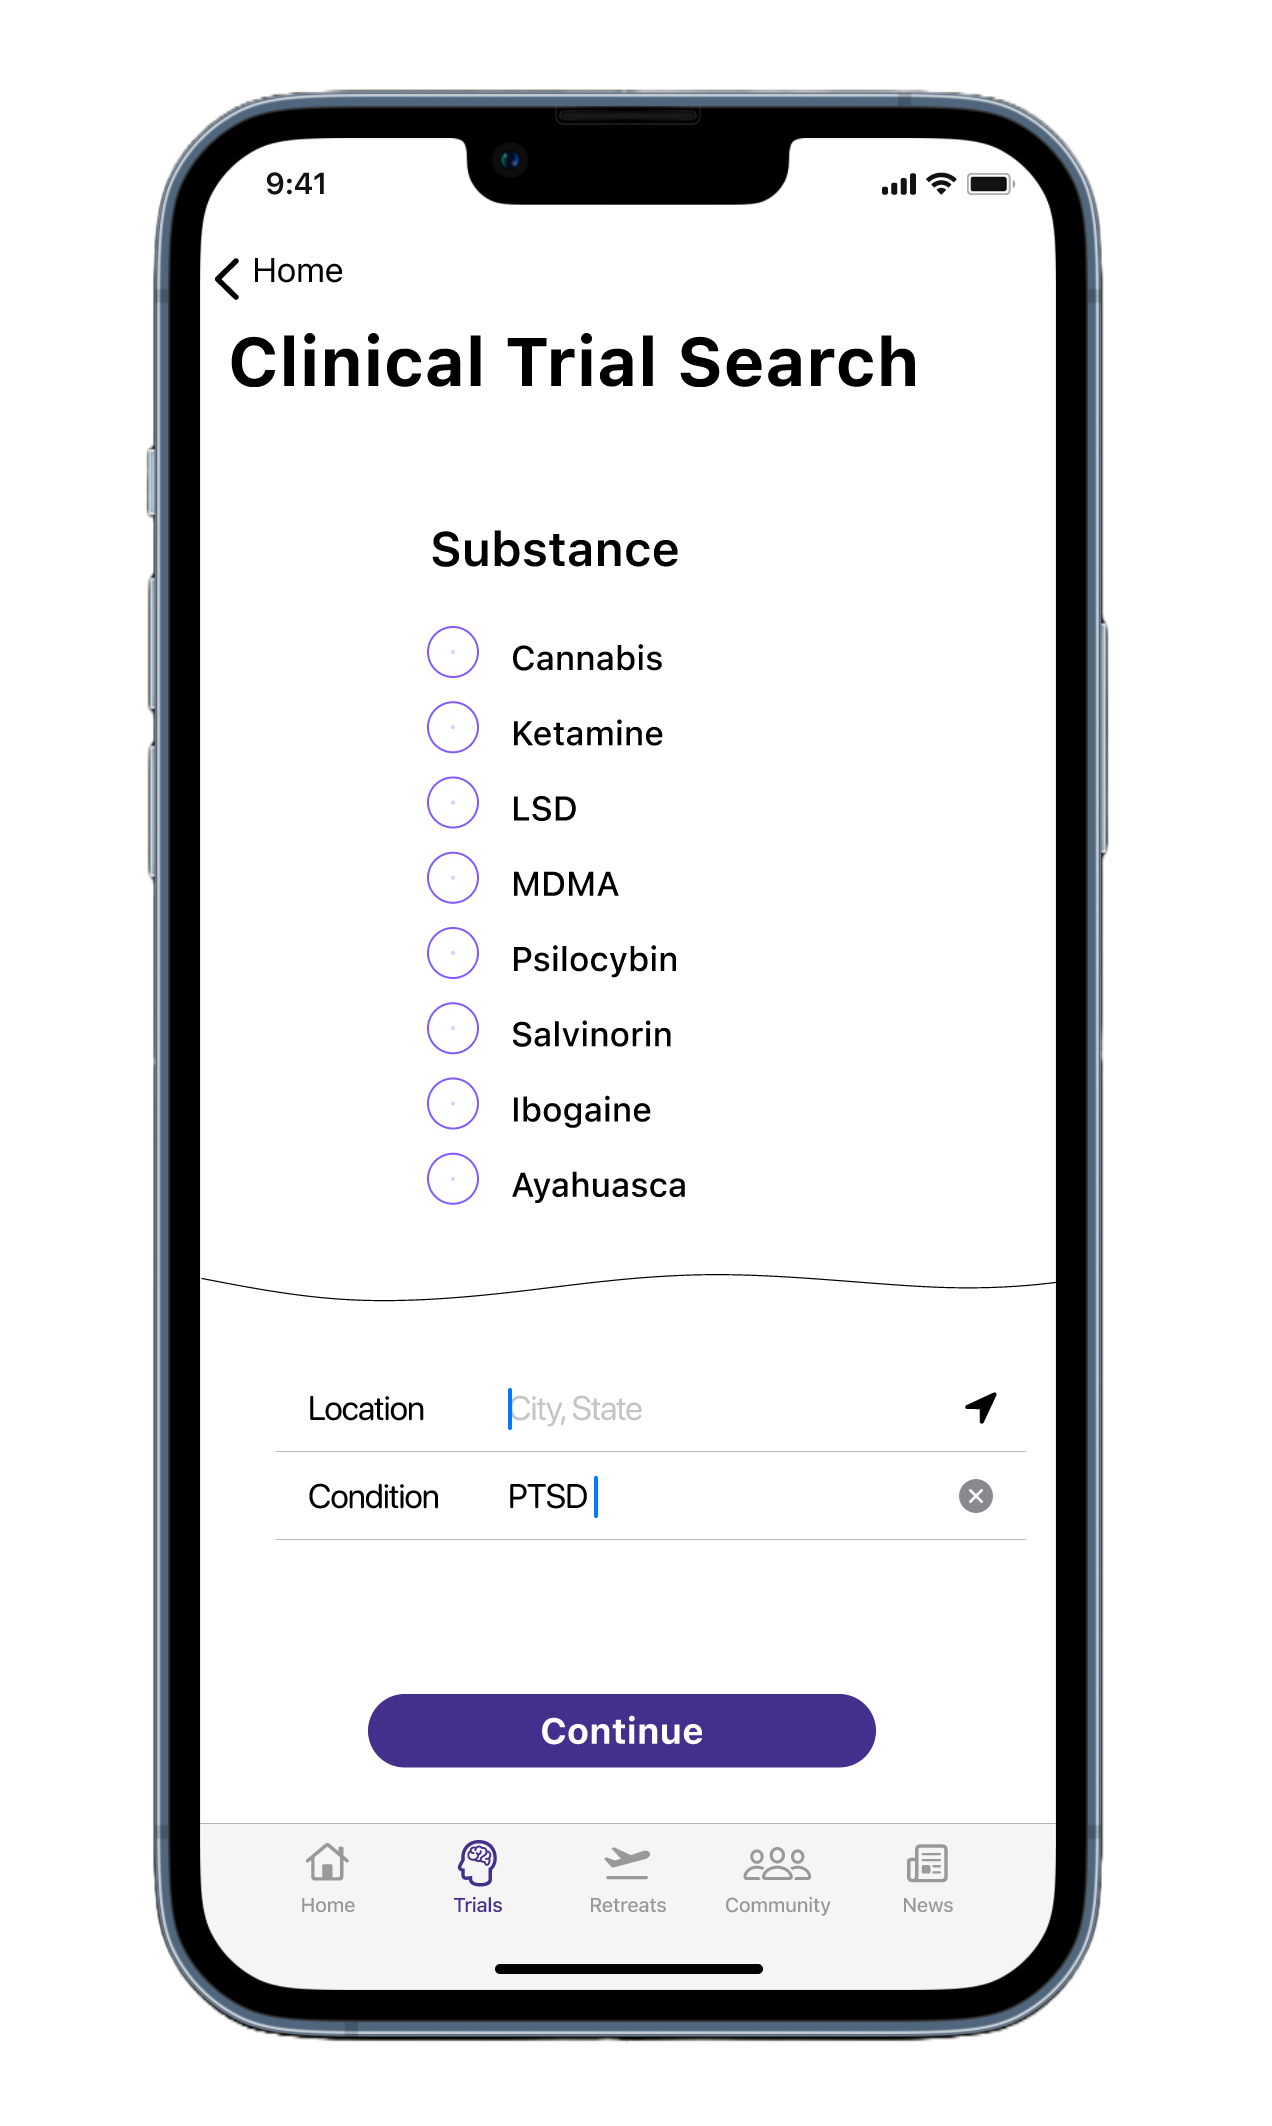 9:41
Home
Clinical Trial Search
Substance
Cannabis
Ketamine
LSD
MDMA
Psilocybin
Salvinorin
Ibogaine
Ayahuasca
Location City, State
Condition PTSD
Continue
Home Trials Retreats Community News